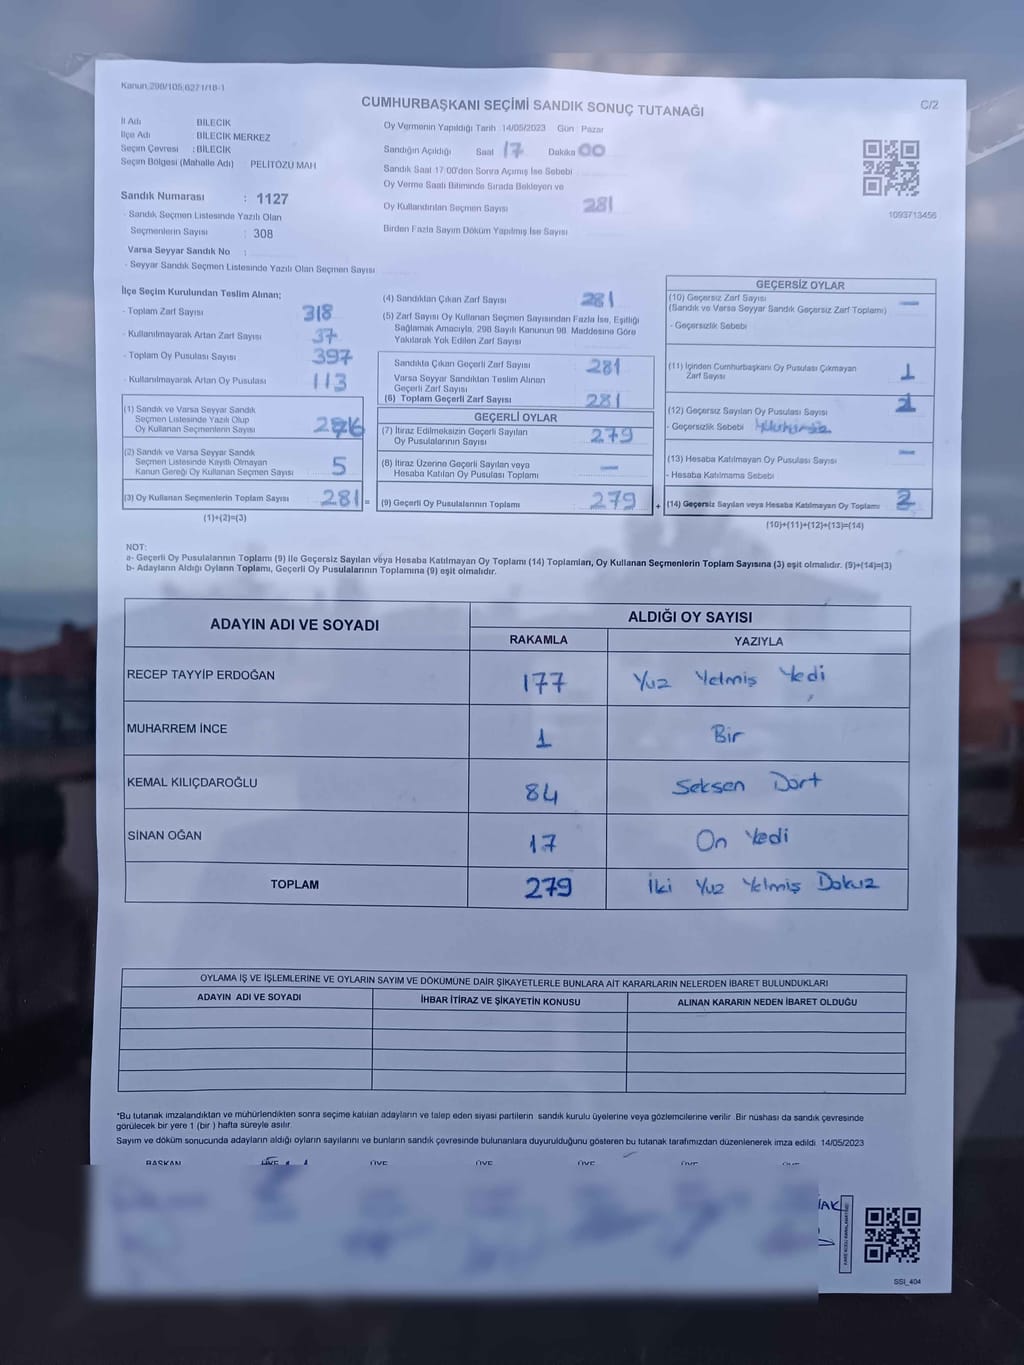 Kanun 298/105,6271/18-1
CUMHURBAŞKANI SEÇİMİ SANDIK SONUÇ TUTANAĞI
C/2
İl Adı BİLECİK
İlçe Adı : BİLECİK MERKEZ
Seçim Çevresi : BİLECİK
Seçim Bölgesi (Mahalle Adı) PELİTÖZÜ MAH
Sandık Numarası : 1127
- Sandık Seçmen Listesinde Yazılı Olan
Seçmenlerin Sayısı : 308
Varsa Seyyar Sandık No :
- Seyyar Sandık Seçmen Listesinde Yazılı Olan Seçmen Sayısı
Oy Vermenin Yapıldığı Tarih 14/05/2023 Gün Pazar
Sandığın Açıldığı Saat 17 Dakika 00
Sandık Saat 17:00'den Sonra Açımış İse Sebebi
Oy Verme Saati Bitiminde Sırada Bekleyen ve
Oy Kullandırılan Seçmen Sayısı 281
Birden Fazla Sayım Döküm Yapılmış İse Sayısı
1093713456
İlçe Seçim Kurulundan Teslim Alınan;
- Toplam Zarf Sayısı 318
- Kullanılmayarak Artan Zarf Sayısı 37
- Toplam Oy Pusulası Sayısı 397
- Kullanılmayarak Artan Oy Pusulası 113
(1) Sandık ve Varsa Seyyar Sandık
Seçmen Listesinde Yazılı Olup
Oy Kullanan Seçmenlerin Sayısı
(2) Sandık ve Varsa Seyyar Sandık
Seçmen Listesinde Kayıtlı Olmayan
Kanun Gereği Oy Kullanan Seçmen Sayısı 5
(3) Oy Kullanan Seçmenlerin Toplam Sayısı 281 =
(1)+(2)=(3)
(4) Sandıktan Çıkan Zarf Sayısı 281
(5) Zarf Sayısı Oy Kullanan Seçmen Sayısından Fazla İse, Eşitliği
Sağlamak Amacıyla, 298 Sayılı Kanunun 98. Maddesine Göre
Yakılarak Yok Edilen Zarf Sayısı
Sandıkta Çıkan Geçerli Zarf Sayısı 281
Varsa Seyyar Sandıktan Teslim Alınan
Geçerli Zarf Sayısı
(6) Toplam Geçerli Zarf Sayısı 281
GEÇERLİ OYLAR
(7) İtiraz Edilmeksizin Geçerli Sayılan
Oy Pusulalarının Sayısı 279
(8) İtiraz Üzerine Geçerli Sayılan veya
Hesaba Katılan Oy Pusulası Toplamı —
(9) Geçerli Oy Pusulalarının Toplamı 279 +
GEÇERSİZ OYLAR
(10) Geçersiz Zarf Sayısı —
(Sandık ve Varsa Seyyar Sandık Geçersiz Zarf Toplamı)
- Geçersizlik Sebebi
(11) İçinden Cumhurbaşkanı Oy Pusulası Çıkmayan
Zarf Sayısı 1
(12) Geçersiz Sayılan Oy Pusulası Sayısı 1
- Geçersizlik Sebebi Mühürsüz
(13) Hesaba Katılmayan Oy Pusulası Sayısı —
- Hesaba Katılmama Sebebi
(14) Geçersiz Sayılan veya Hesaba Katılmayan Oy Toplamı 2
(10)+(11)+(12)+(13)=(14)
NOT:
a- Geçerli Oy Pusulalarının Toplamı (9) ile Geçersiz Sayılan veya Hesaba Katılmayan Oy Toplamı (14) Toplamları, Oy Kullanan Seçmenlerin Toplam Sayısına (3) eşit olmalıdır. (9)+(14)=(3)
b- Adayların Aldığı Oyların Toplamı, Geçerli Oy Pusulalarının Toplamına (9) eşit olmalıdır.
ADAYIN ADI VE SOYADI ALDIĞI OY SAYISI
RAKAMLA YAZIYLA
RECEP TAYYİP ERDOĞAN 177 Yüz Yetmiş Yedi
MUHARREM İNCE 1 Bir
KEMAL KILIÇDAROĞLU 84 Seksen Dört
SİNAN OĞAN 17 On Yedi
TOPLAM 279 İki Yüz Yetmiş Dokuz
OYLAMA İŞ VE İŞLEMLERİNE VE OYLARIN SAYIM VE DÖKÜMÜNE DAİR ŞİKAYETLERLE BUNLARA AİT KARARLARIN NELERDEN İBARET BULUNDUKLARI
ADAYIN ADI VE SOYADI İHBAR İTİRAZ VE ŞİKAYETİN KONUSU ALINAN KARARIN NEDEN İBARET OLDUĞU
*Bu tutanak imzalandıktan ve mühürlendikten sonra seçime katılan adayların ve talep eden siyasi partilerin sandık kurulu üyelerine veya gözlemcilerine verilir. Bir nüshası da sandık çevresinde
görülecek bir yere 1 (bir ) hafta süreyle asılır.
Sayım ve döküm sonucunda adayların aldığı oyların sayılarını ve bunların sandık çevresinde bulunanlara duyurulduğunu gösteren bu tutanak tarafımızdan düzenlenerek imza edildi 14/05/2023
BAŞKAN ÜYE ÜYE ÜYE ÜYE ÜYE
SSI_404